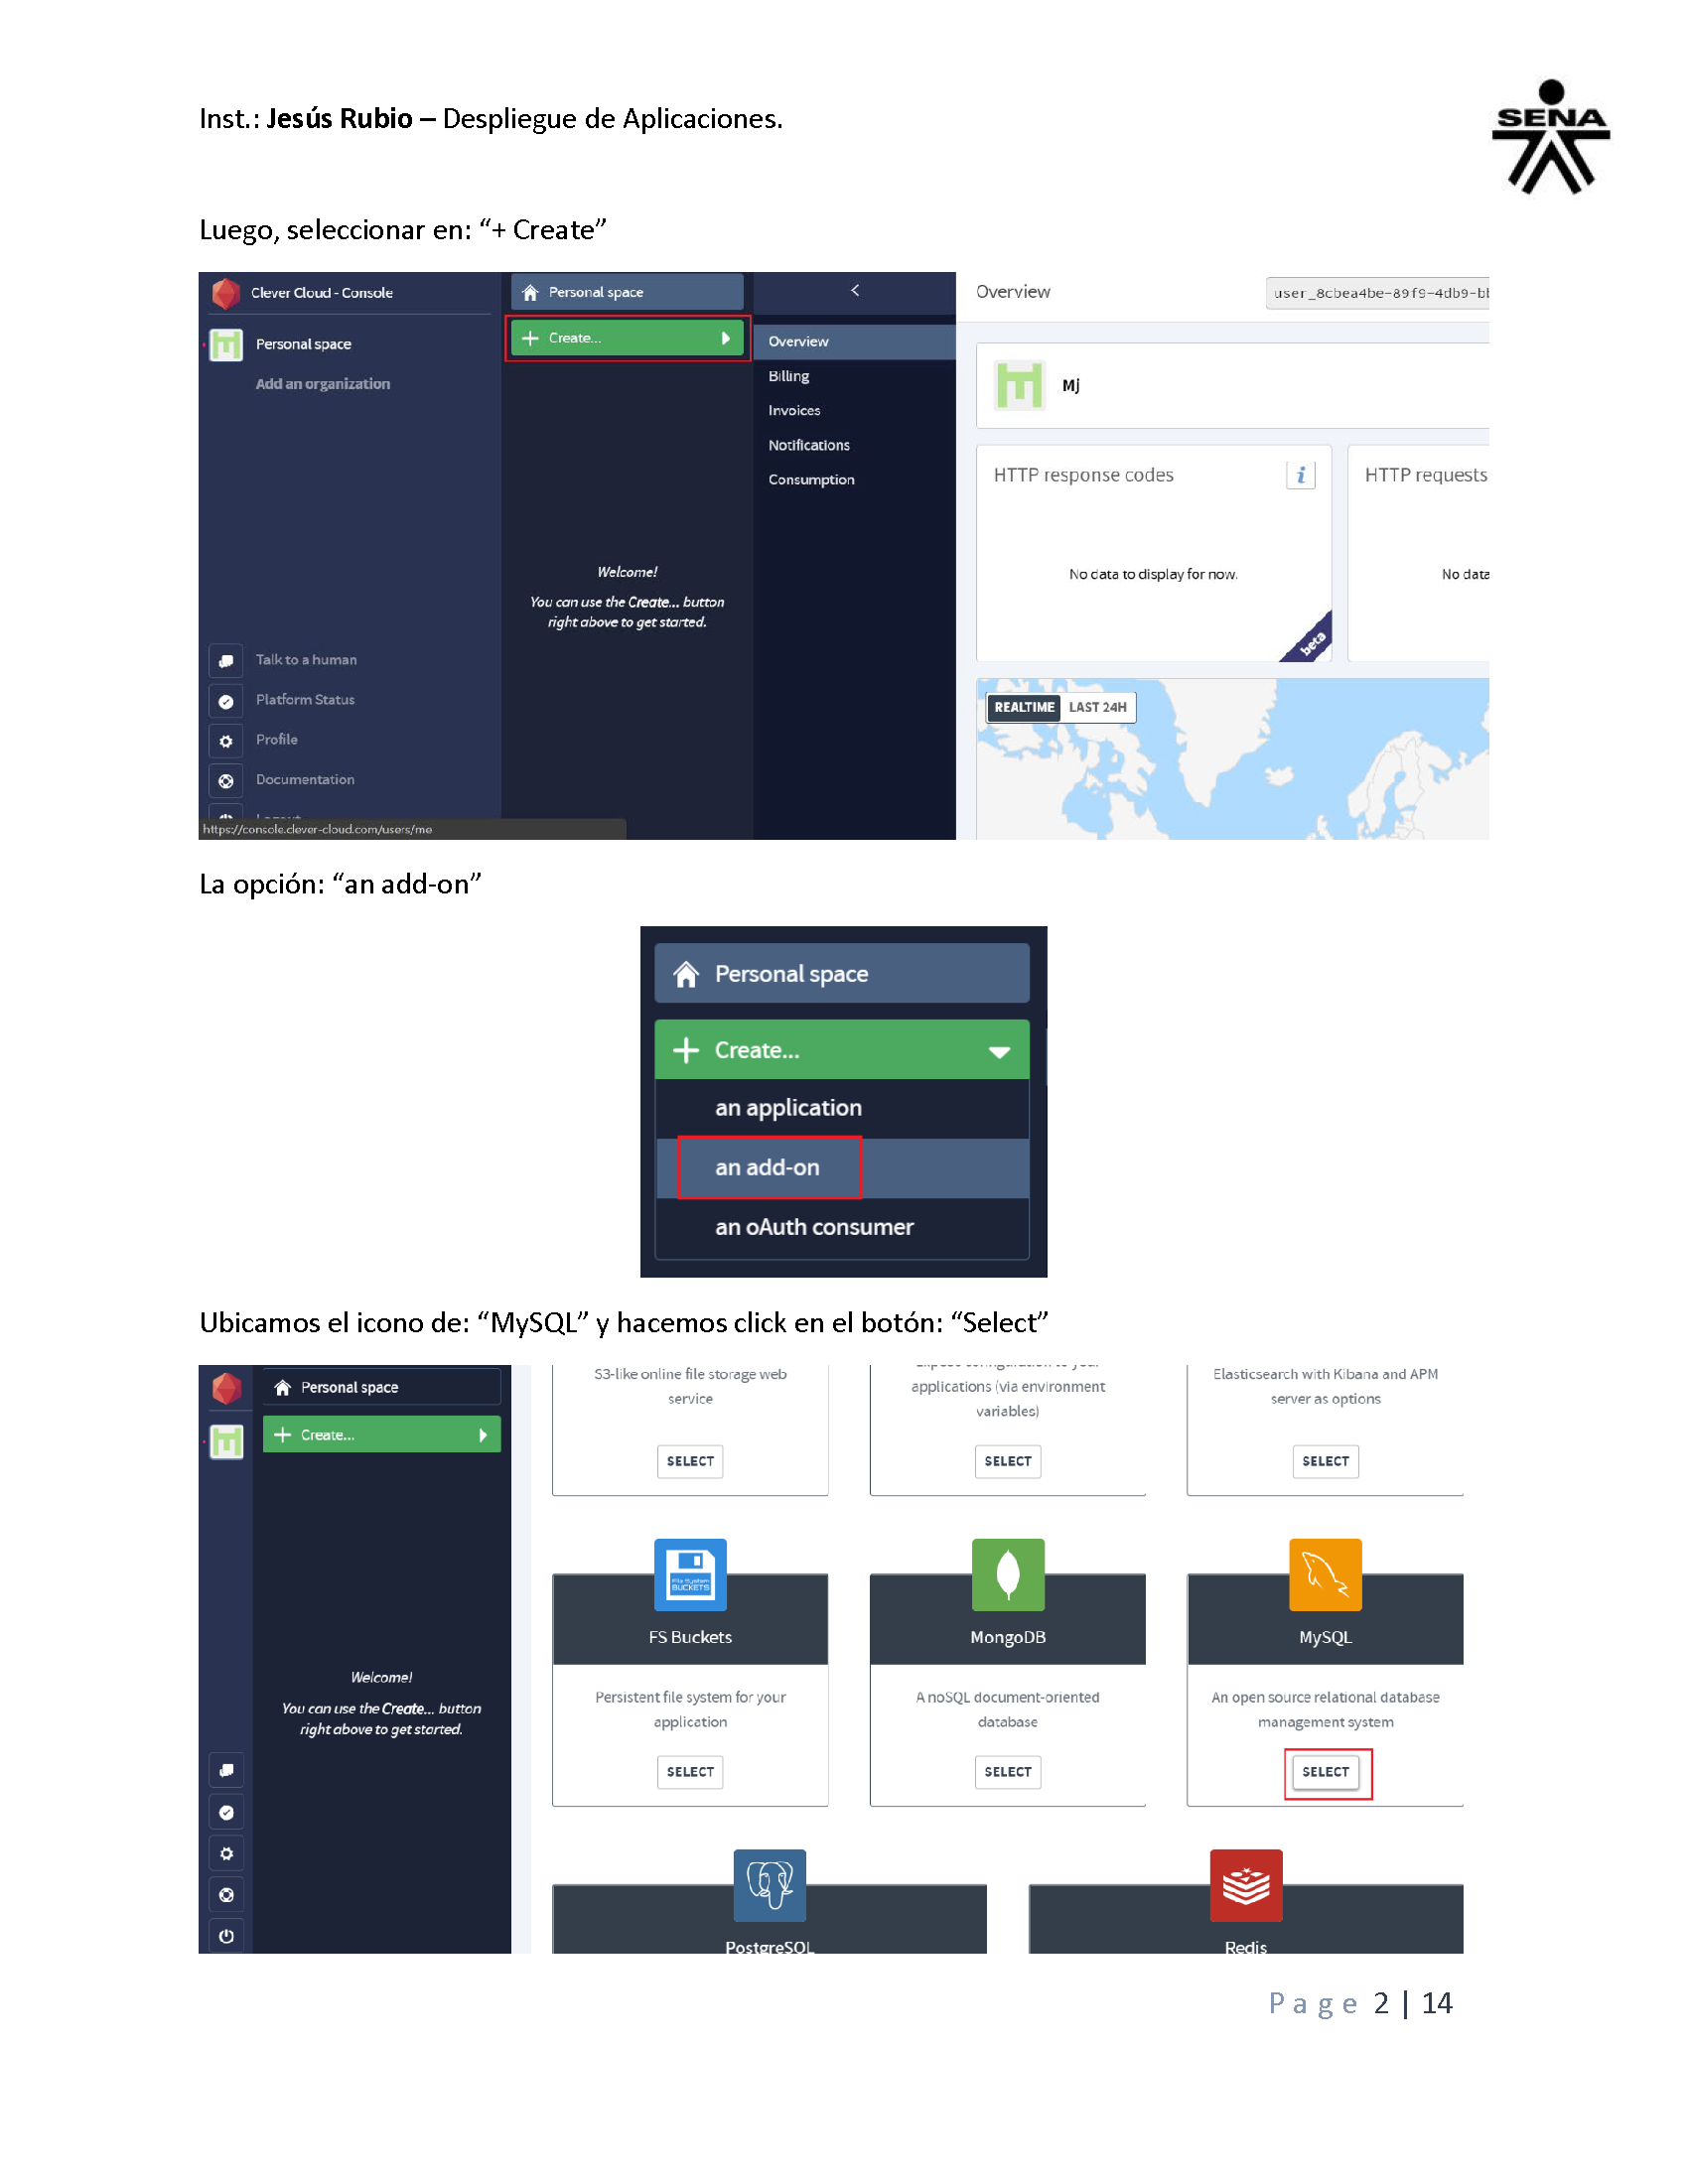 Inst.: Jesús Rubio – Despliegue de Aplicaciones.
SENA
Luego, seleccionar en: “+ Create”
Clever Cloud - Console
Personal space
Add an organization
Talk to a human
Platform Status
Profile
Documentation
https://console.clever-cloud.com/users/me
Personal space
Create...
Welcome!
You can use the Create... button
right above to get started.
Overview
Billing
Invoices
Notifications
Consumption
Overview
user_8cbea4be-89f9-4db9-b
Mj
HTTP response codes
i
HTTP requests
No data to display for now.
No data
beta
REALTIME LAST 24H
La opción: “an add-on”
Personal space
Create...
an application
an add-on
an oAuth consumer
Ubicamos el icono de: “MySQL” y hacemos click en el botón: “Select”
Personal space
Create...
Welcome!
You can use the Create... button
right above to get started.
S3-like online file storage web
service
SELECT
applications (via environment
variables)
SELECT
Elasticsearch with Kibana and APM
server as options
SELECT
File System
BUCKETS
FS Buckets
Persistent file system for your
application
SELECT
MongoDB
A noSQL document-oriented
database
SELECT
MySQL
An open source relational database
management system
SELECT
PostgreSQL
Redis
Page 2 | 14